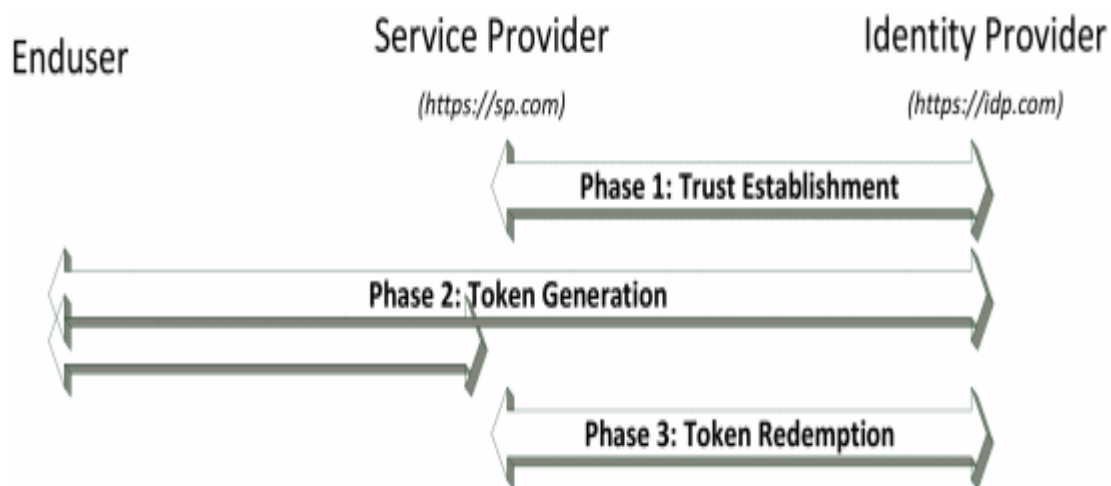 Enduser
Service Provider
Identity Provider
(https://sp.com)
(https://idp.com)
Phase 1: Trust Establishment
Phase 2: Token Generation
Phase 3: Token Redemption